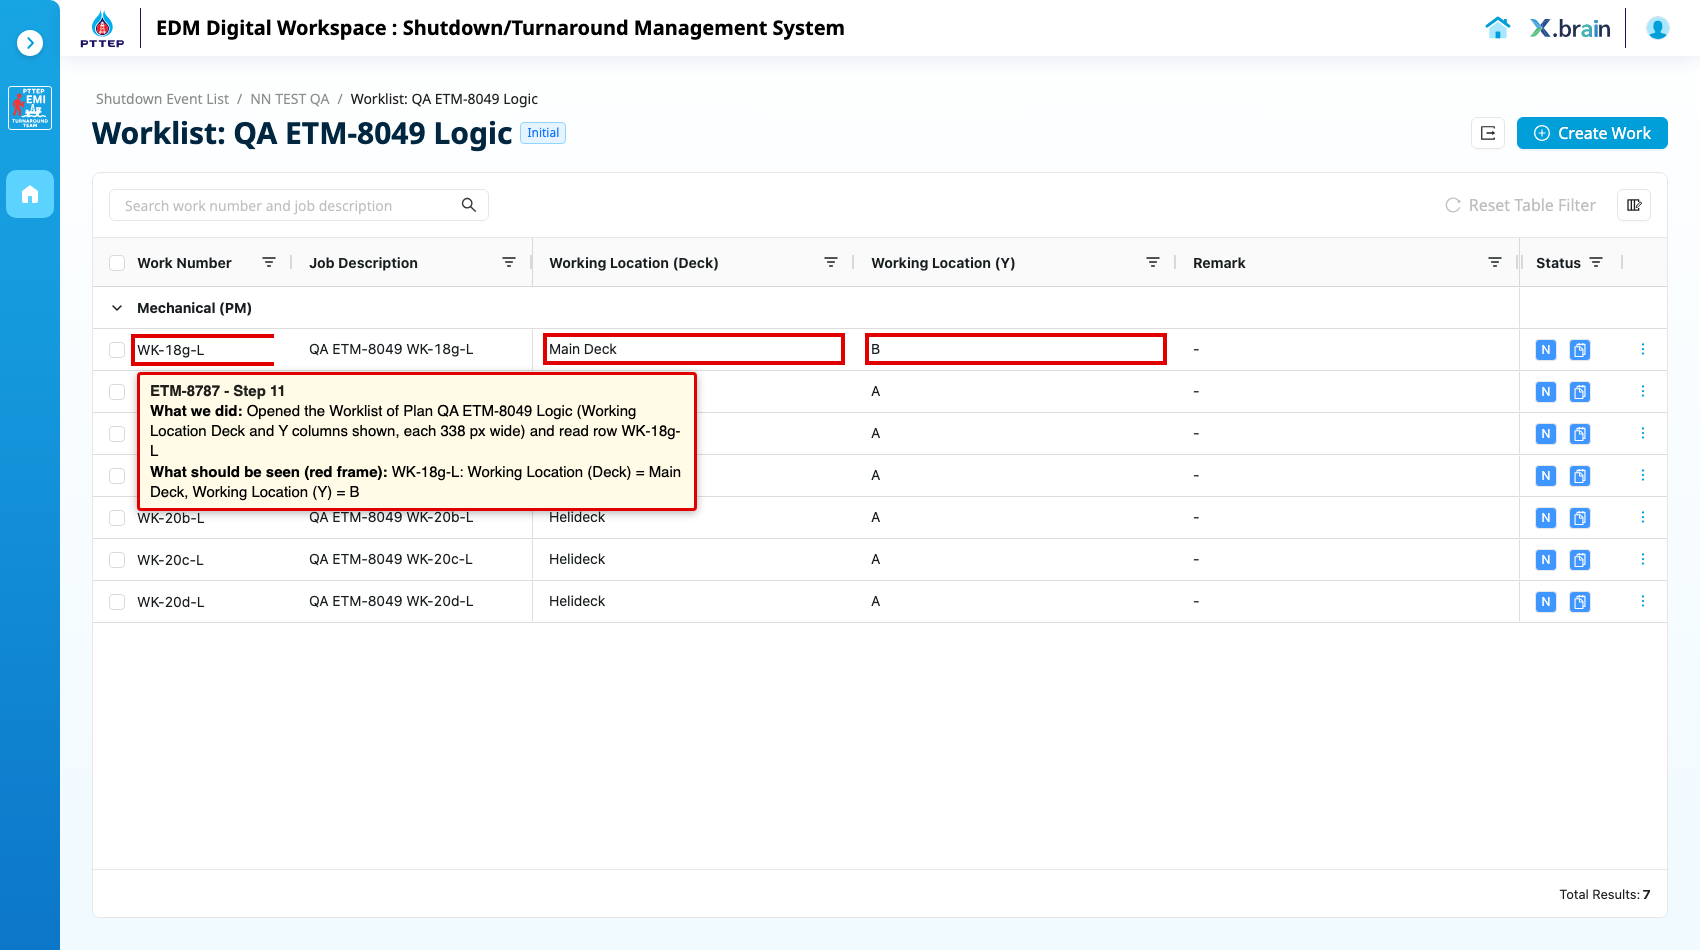 PTTEP
EDM Digital Workspace : Shutdown/Turnaround Management System
X.brain
PTTEP
EMI
TURNAROUND
TEAM
Shutdown Event List / NN TEST QA / Worklist: QA ETM-8049 Logic
Worklist: QA ETM-8049 Logic Initial
Create Work
Search work number and job description
Reset Table Filter
Work Number Job Description Working Location (Deck) Working Location (Y) Remark Status
Mechanical (PM)
WK-18g-L QA ETM-8049 WK-18g-L Main Deck B - N
ETM-8787 - Step 11
What we did: Opened the Worklist of Plan QA ETM-8049 Logic (Working
Location Deck and Y columns shown, each 338 px wide) and read row WK-18g-
L
What should be seen (red frame): WK-18g-L: Working Location (Deck) = Main
Deck, Working Location (Y) = B
A - N
A - N
A - N
WK-20b-L QA ETM-8049 WK-20b-L Helideck A - N
WK-20c-L QA ETM-8049 WK-20c-L Helideck A - N
WK-20d-L QA ETM-8049 WK-20d-L Helideck A - N
Total Results: 7